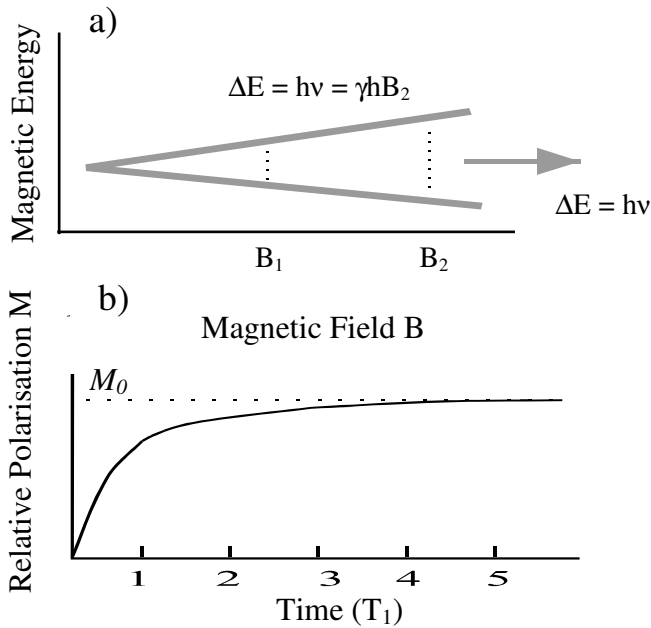 a)
Magnetic Energy
ΔE = hν = γhB₂
ΔE = hν
B₁ B₂
b)
Magnetic Field B
Relative Polarisation M
M₀
1 2 3 4 5
Time (T₁)